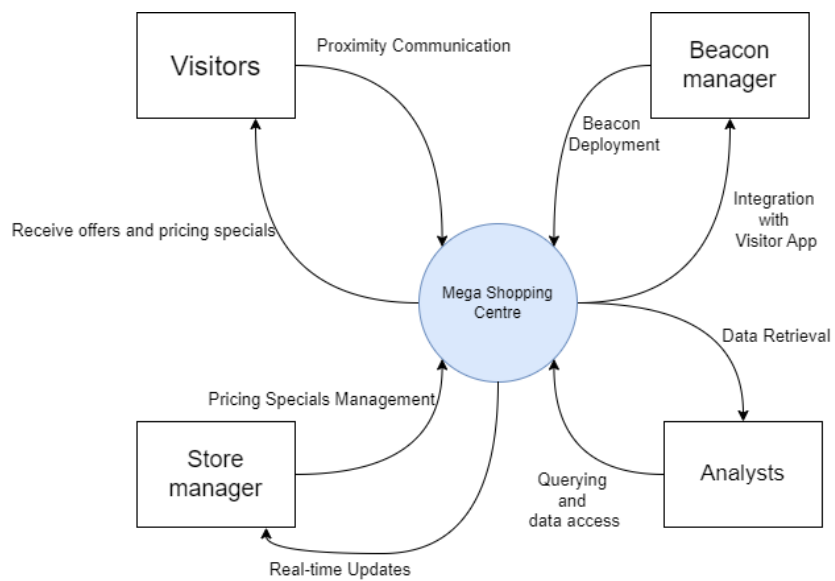 Visitors
Proximity Communication
Beacon
manager
Beacon
Deployment
Integration
with
Visitor App
Receive offers and pricing specials
Mega Shopping
Centre
Data Retrieval
Pricing Specials Management
Store
manager
Querying
and
data access
Analysts
Real-time Updates